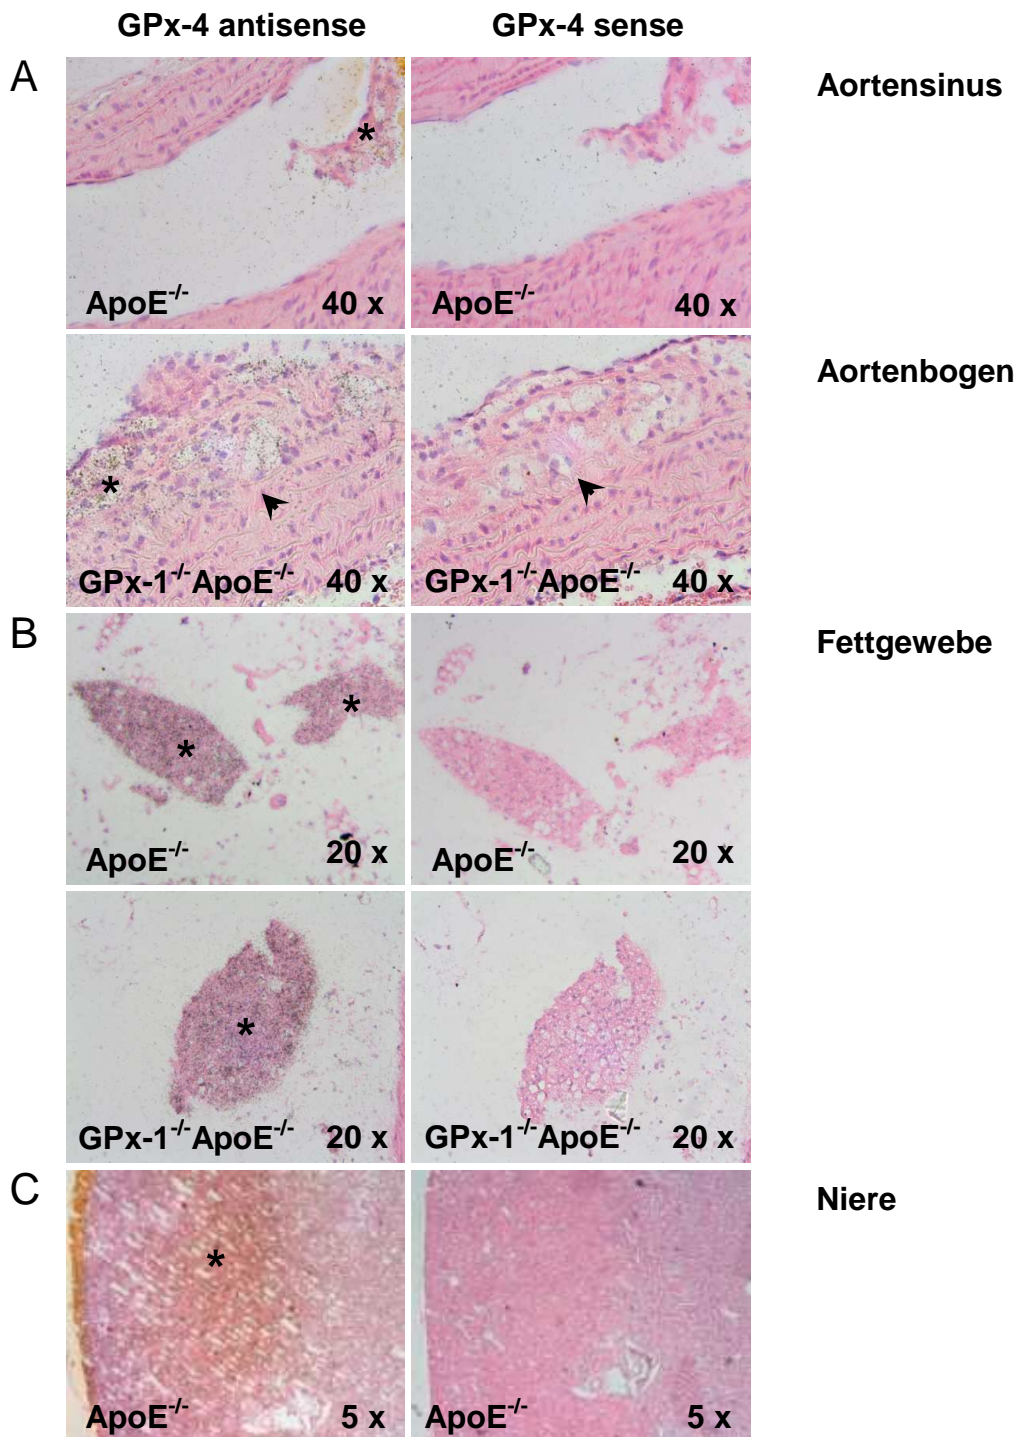 GPx-4 antisense GPx-4 sense
A Aortensinus
*
ApoE-/- 40 x ApoE-/- 40 x
Aortenbogen
*
GPx-1-/-ApoE-/- 40 x GPx-1-/-ApoE-/- 40 x
B Fettgewebe
*
*
ApoE-/- 20 x ApoE-/- 20 x
*
GPx-1-/-ApoE-/- 20 x GPx-1-/-ApoE-/- 20 x
C Niere
*
ApoE-/- 5 x ApoE-/- 5 x